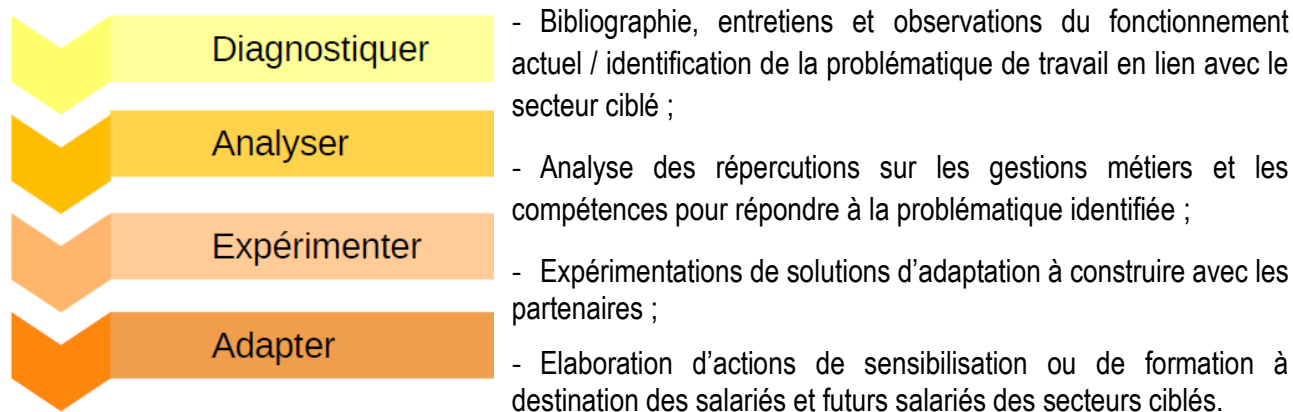 Diagnostiquer
- Bibliographie, entretiens et observations du fonctionnement
actuel / identification de la problématique de travail en lien avec le
secteur ciblé ;
Analyser
- Analyse des répercutions sur les gestions métiers et les
compétences pour répondre à la problématique identifiée ;
Expérimenter
- Expérimentations de solutions d’adaptation à construire avec les
partenaires ;
Adapter
- Elaboration d’actions de sensibilisation ou de formation à
destination des salariés et futurs salariés des secteurs ciblés.